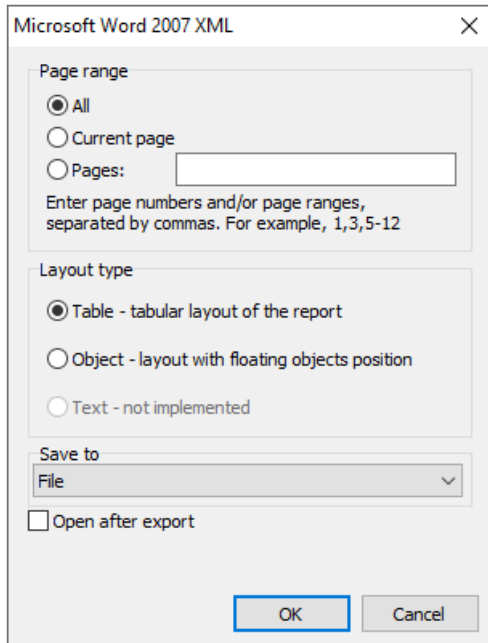 Microsoft Word 2007 XML
Page range
All
Current page
Pages:
Enter page numbers and/or page ranges,
separated by commas. For example, 1,3,5-12
Layout type
Table - tabular layout of the report
Object - layout with floating objects position
Text - not implemented
Save to
File
Open after export
OK
Cancel